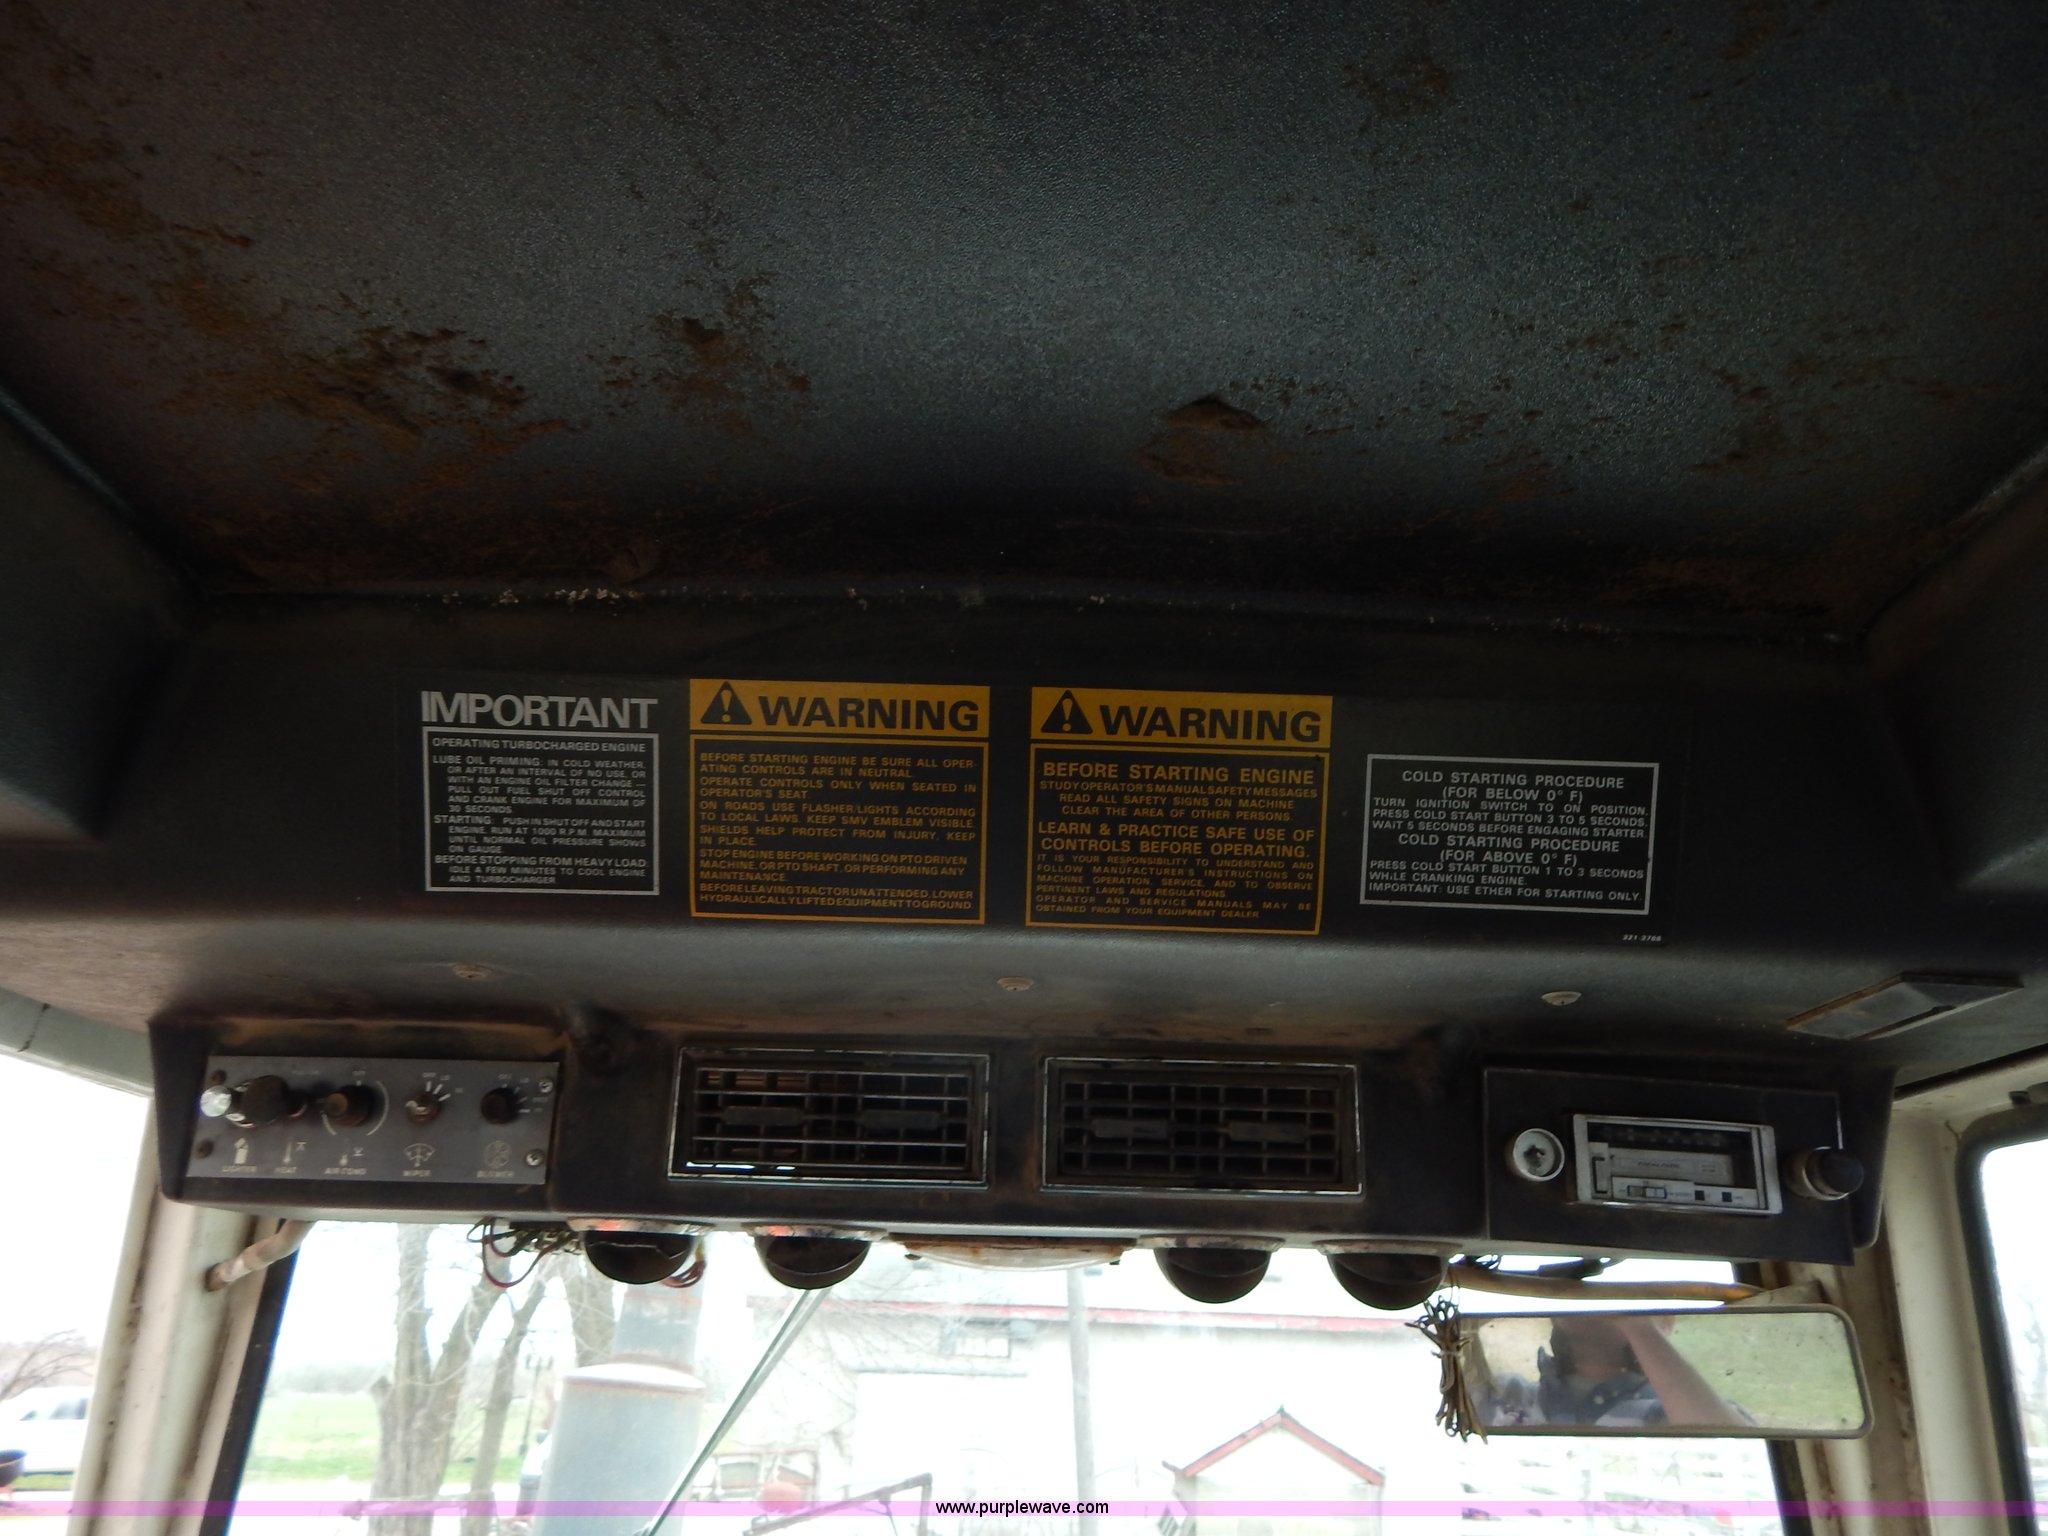 IMPORTANT
OPERATING TURBOCHARGED ENGINE
LUBE OIL PRIMING: IN COLD WEATHER,
OR AFTER AN INTERVAL OF NO USE, OR
WITH AN ENGINE OIL FILTER CHANGE —
PULL OUT FUEL SHUT OFF CONTROL
AND CRANK ENGINE FOR MAXIMUM OF
30 SECONDS.
STARTING: PUSH IN SHUT OFF AND START
ENGINE. RUN AT 1000 R.P.M. MAXIMUM
UNTIL NORMAL OIL PRESSURE SHOWS
ON GAUGE.
BEFORE STOPPING FROM HEAVY LOAD:
IDLE A FEW MINUTES TO COOL ENGINE
AND TURBOCHARGER.
WARNING
BEFORE STARTING ENGINE BE SURE ALL OPER-
ATING CONTROLS ARE IN NEUTRAL.
OPERATE CONTROLS ONLY WHEN SEATED IN
OPERATOR'S SEAT.
ON ROADS USE FLASHER/LIGHTS ACCORDING
TO LOCAL LAWS. KEEP SMV EMBLEM VISIBLE.
SHIELDS HELP PROTECT FROM INJURY. KEEP
IN PLACE.
STOP ENGINE BEFORE WORKING ON PTO DRIVEN
MACHINE, OR PTO SHAFT, OR PERFORMING ANY
MAINTENANCE.
BEFORE LEAVING TRACTOR UNATTENDED, LOWER
HYDRAULICALLY LIFTED EQUIPMENT TO GROUND.
WARNING
BEFORE STARTING ENGINE
STUDY OPERATOR'S MANUAL SAFETY MESSAGES
READ ALL SAFETY SIGNS ON MACHINE
CLEAR THE AREA OF OTHER PERSONS.
LEARN & PRACTICE SAFE USE OF
CONTROLS BEFORE OPERATING.
IT IS YOUR RESPONSIBILITY TO UNDERSTAND AND
FOLLOW MANUFACTURER'S INSTRUCTIONS ON
MACHINE OPERATION, SERVICE, AND TO OBSERVE
PERTINENT LAWS AND REGULATIONS.
OPERATOR AND SERVICE MANUALS MAY BE
OBTAINED FROM YOUR EQUIPMENT DEALER.
COLD STARTING PROCEDURE
(FOR BELOW 0° F)
TURN IGNITION SWITCH TO ON POSITION,
PRESS COLD START BUTTON 3 TO 5 SECONDS,
WAIT 5 SECONDS BEFORE ENGAGING STARTER.
COLD STARTING PROCEDURE
(FOR ABOVE 0° F)
PRESS COLD START BUTTON 1 TO 3 SECONDS
WHILE CRANKING ENGINE.
IMPORTANT: USE ETHER FOR STARTING ONLY.
321 3788
OFF LO
OFF LO
LIGHTER HEAT AIR COND WIPER BLOWER
www.purplewave.com